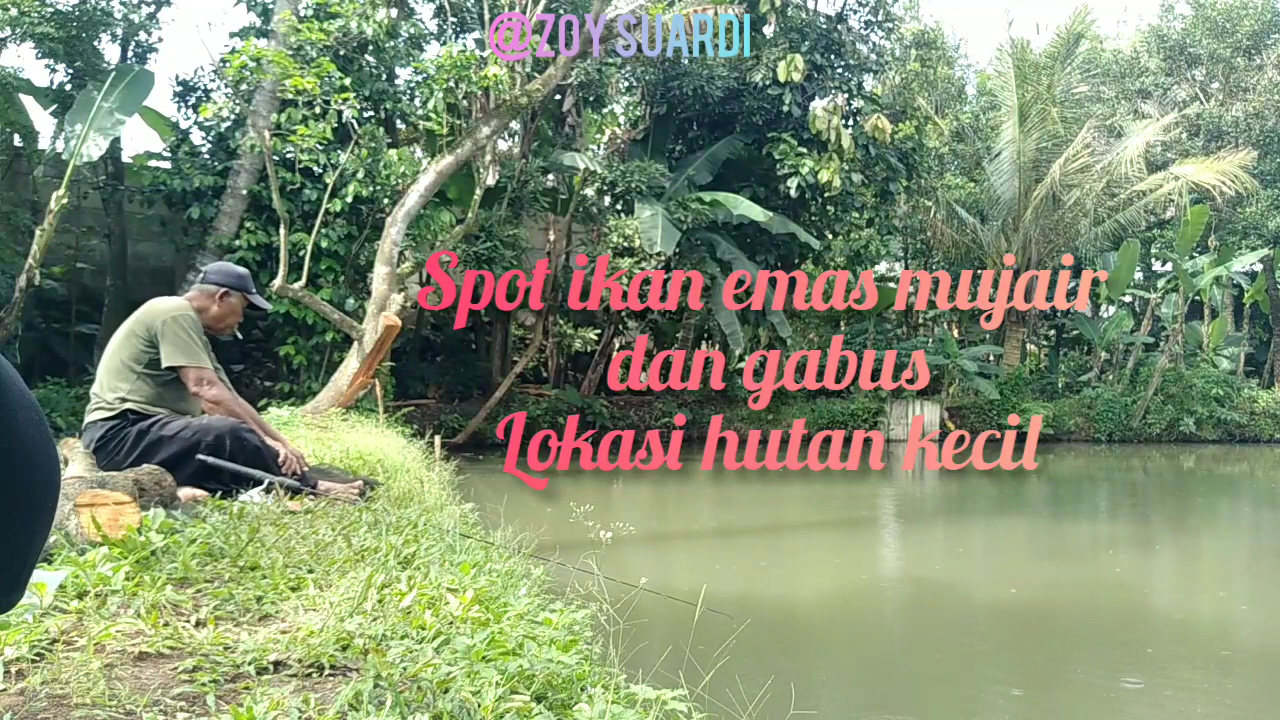 @ZOY SUARDI
Spot ikan emas mujair
dan gabus
Lokasi hutan kecil